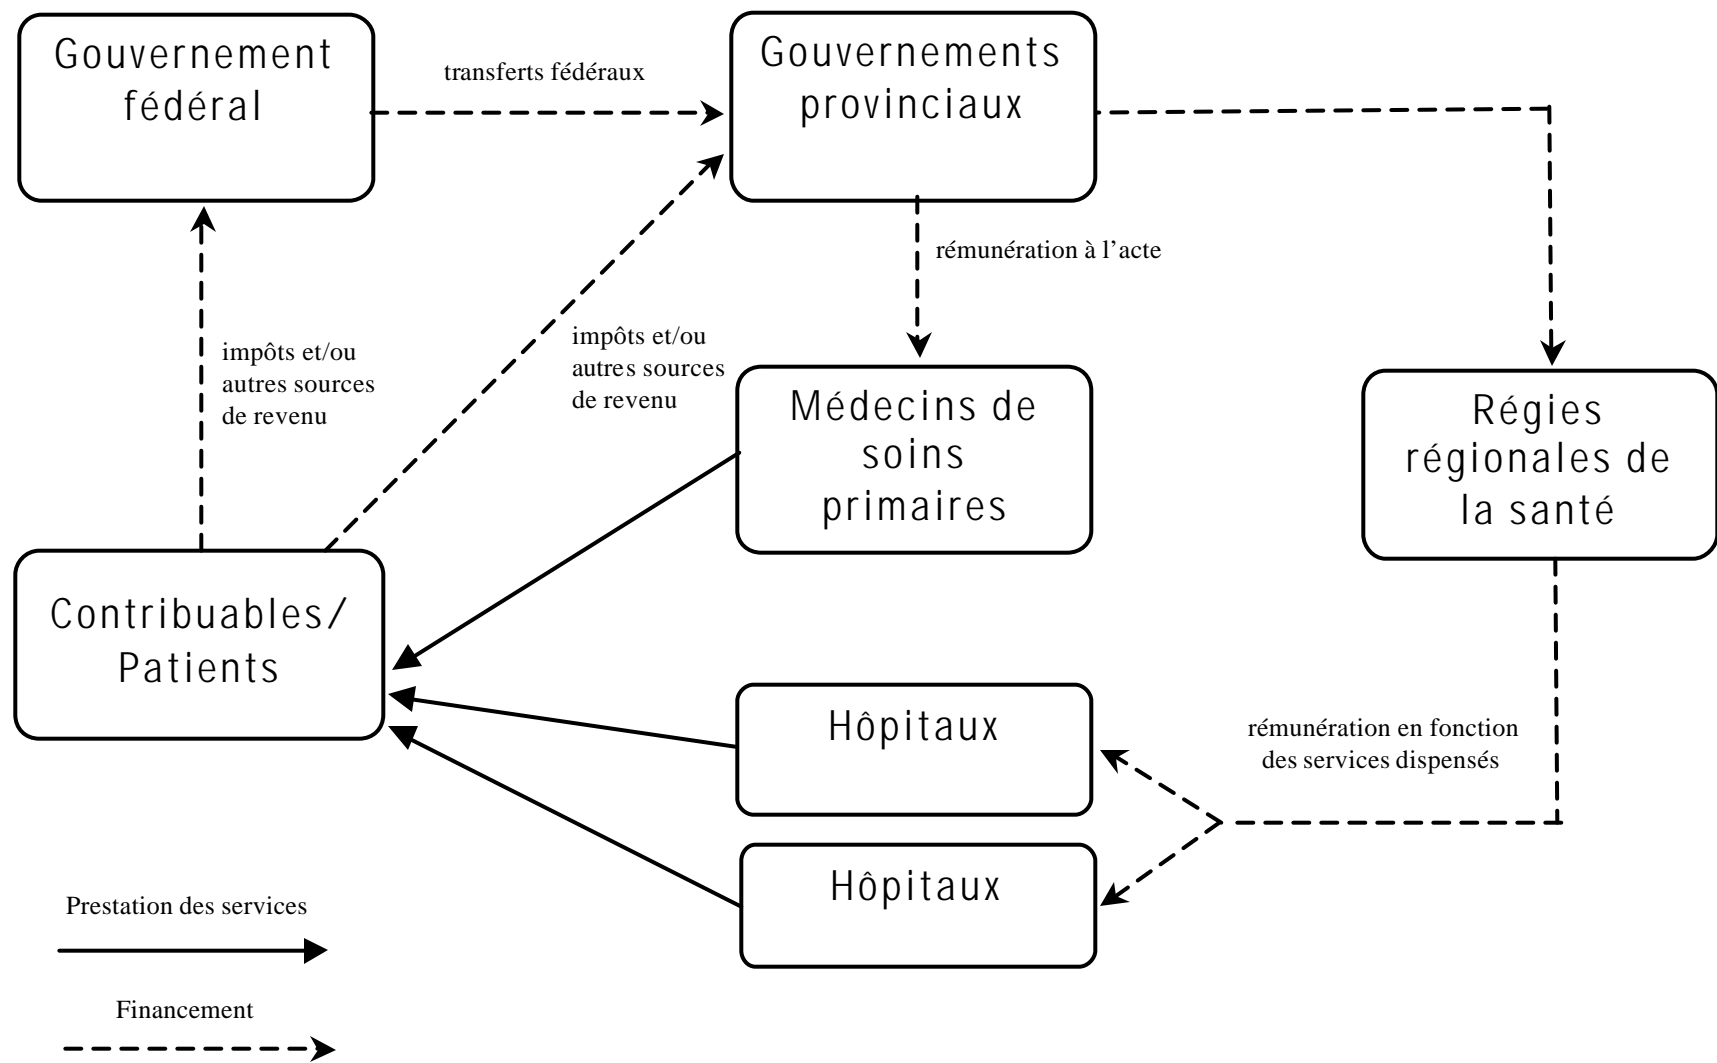 Gouvernement
fédéral
transferts fédéraux
Gouvernements
provinciaux
rémunération à l’acte
impôts et/ou
autres sources
de revenu
impôts et/ou
autres sources
de revenu
Médecins de
soins
primaires
Régies
régionales de
la santé
Contribuables/
Patients
Hôpitaux
rémunération en fonction
des services dispensés
Hôpitaux
Prestation des services
Financement